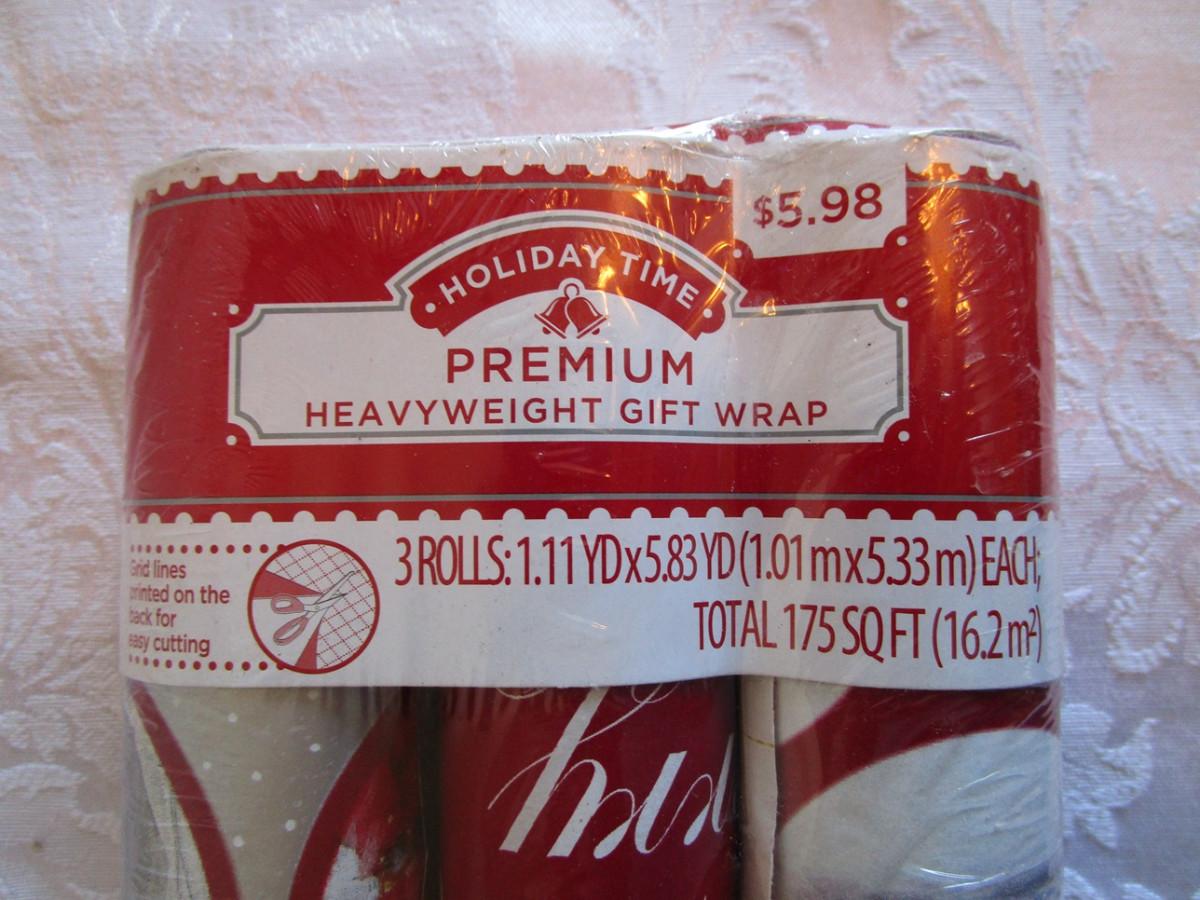 $5.98
HOLIDAY TIME
PREMIUM
HEAVYWEIGHT GIFT WRAP
Grid lines
printed on the
back for
easy cutting
3 ROLLS: 1.11 YD x 5.83 YD (1.01 m x 5.33 m) EACH;
TOTAL 175 SQ FT (16.2 m²)